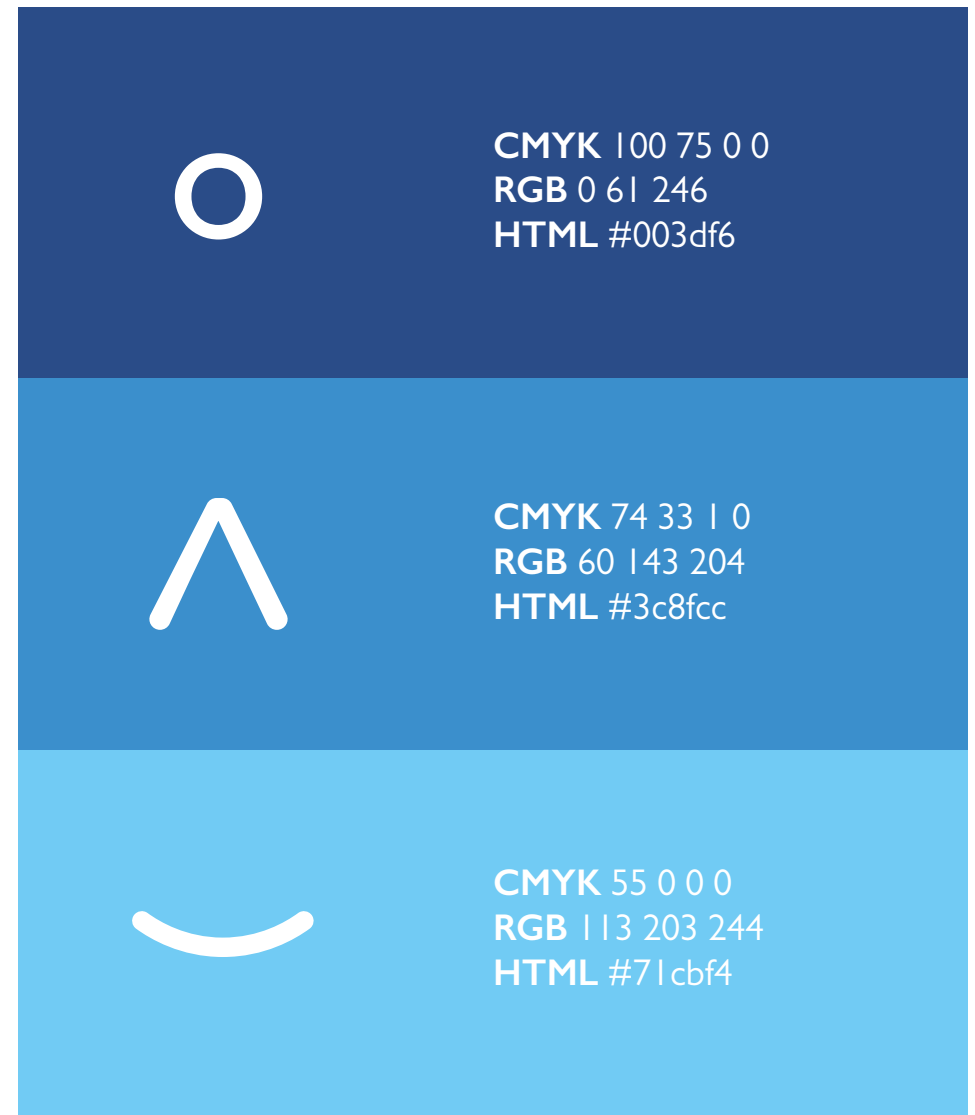 CMYK 100 75 0 0
RGB 0 61 246
HTML #003df6
CMYK 74 33 1 0
RGB 60 143 204
HTML #3c8fcc
CMYK 55 0 0 0
RGB 113 203 244
HTML #71cbf4